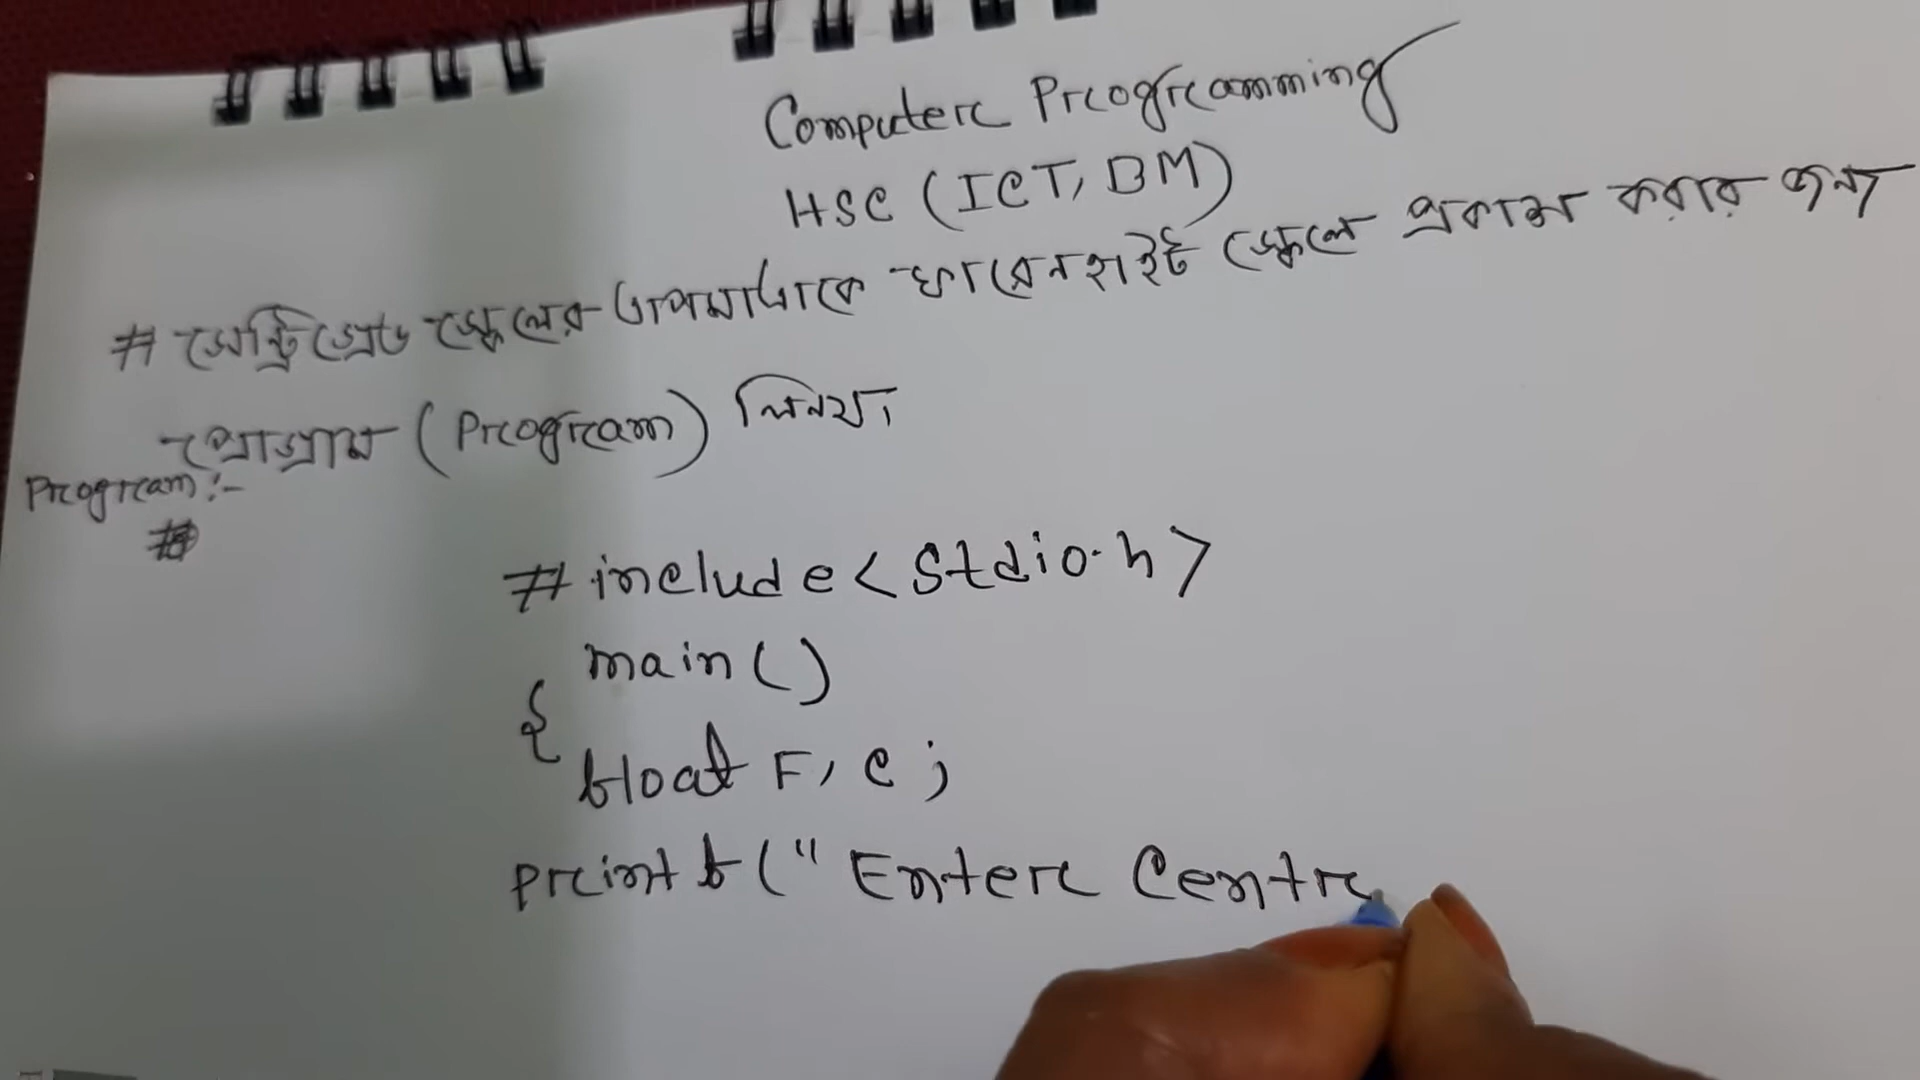 Computer Programming
HSC (ICT, BM)
# সেন্ট্রিগ্রেড স্কেলের তাপমাত্রাকে ফারেনহাইট স্কেলে প্রকাশ করার জন্য
প্রোগ্রাম (Program) লিখ।
Program:-
#include<Stdio.h>
main()
{
float F, c;
printf("Enter Centr